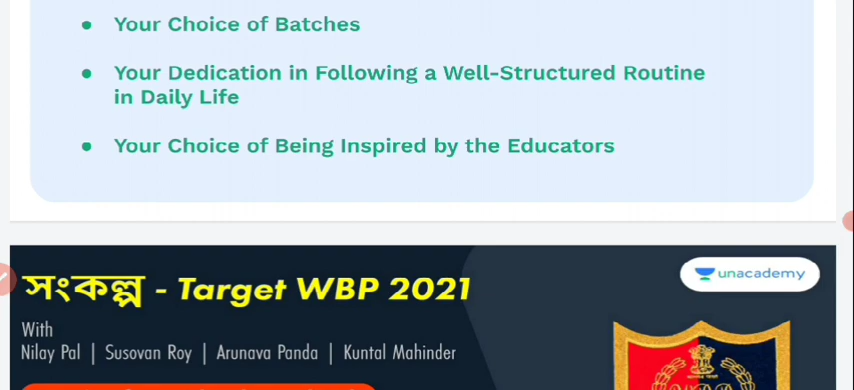 Your Choice of Batches
Your Dedication in Following a Well-Structured Routine
in Daily Life
Your Choice of Being Inspired by the Educators
unacademy
সংকল্প - Target WBP 2021
With
Nilay Pal | Susovan Roy | Arunava Panda | Kuntal Mahinder